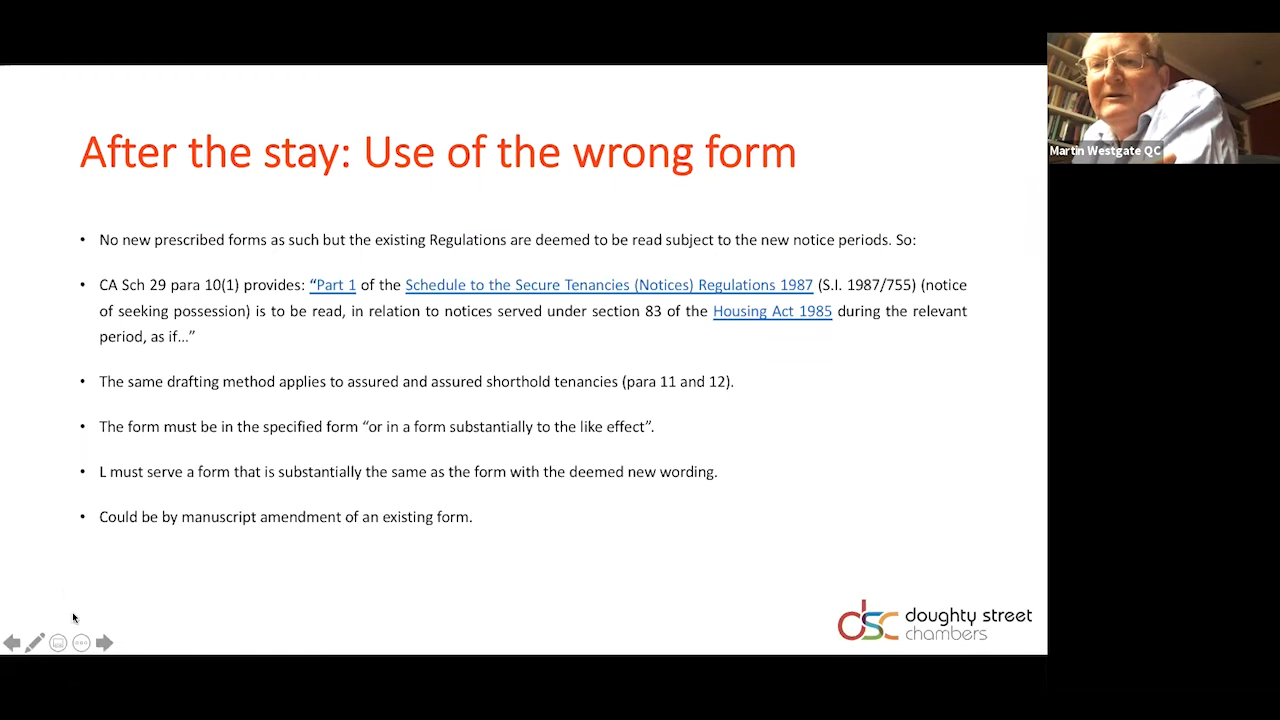 After the stay: Use of the wrong form
• No new prescribed forms as such but the existing Regulations are deemed to be read subject to the new notice periods. So:
• CA Sch 29 para 10(1) provides: “Part 1 of the Schedule to the Secure Tenancies (Notices) Regulations 1987 (S.I. 1987/755) (notice
of seeking possession) is to be read, in relation to notices served under section 83 of the Housing Act 1985 during the relevant
period, as if...”
• The same drafting method applies to assured and assured shorthold tenancies (para 11 and 12).
• The form must be in the specified form “or in a form substantially to the like effect”.
• L must serve a form that is substantially the same as the form with the deemed new wording.
• Could be by manuscript amendment of an existing form.
dsc doughty street
chambers
Martin Westgate QC